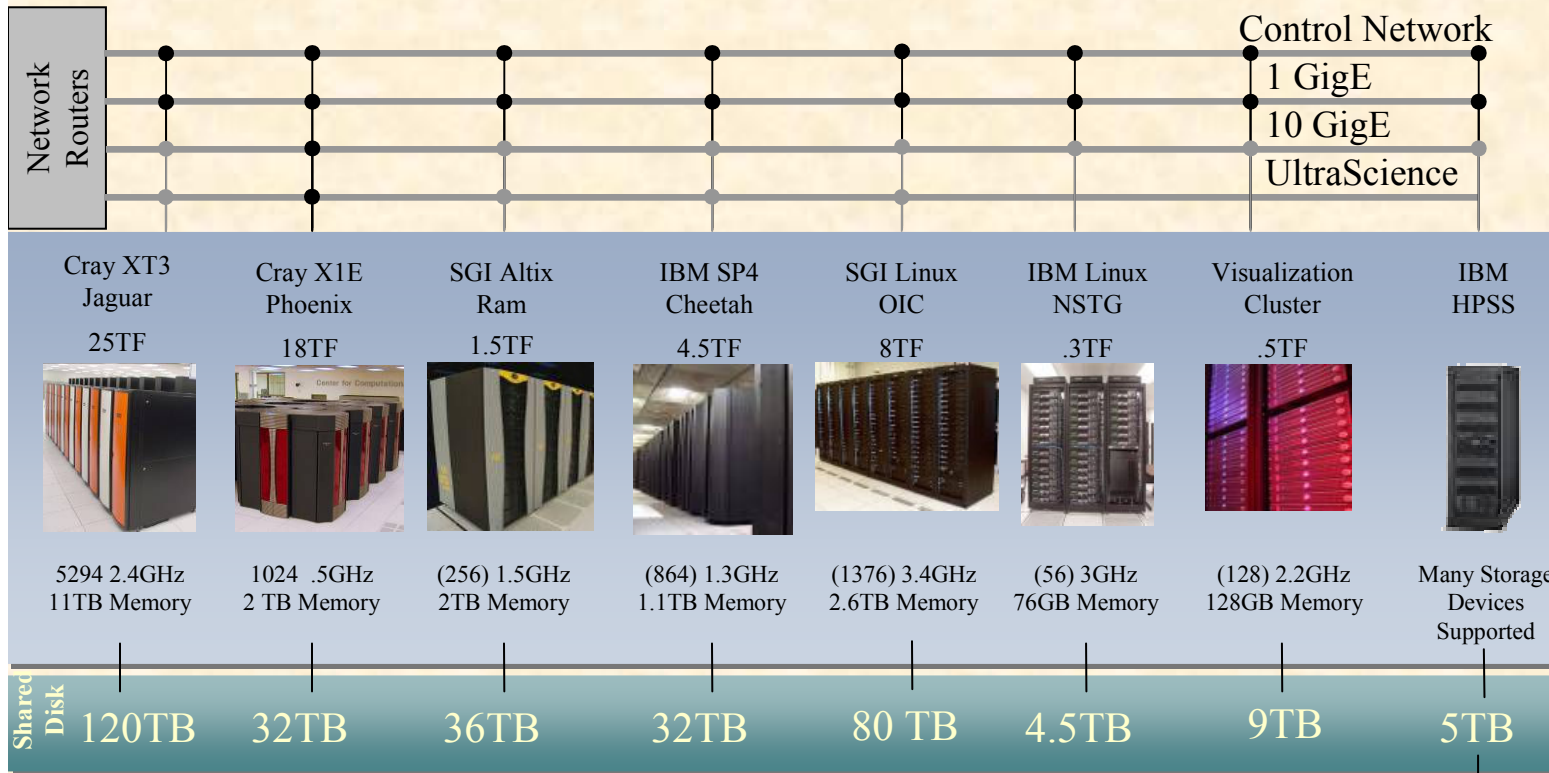 Network
Routers
Control Network
1 GigE
10 GigE
UltraScience
Cray XT3
Jaguar
25TF
Cray X1E
Phoenix
18TF
SGI Altix
Ram
1.5TF
IBM SP4
Cheetah
4.5TF
SGI Linux
OIC
8TF
IBM Linux
NSTG
.3TF
Visualization
Cluster
.5TF
IBM
HPSS
Center for Computation
5294 2.4GHz
11TB Memory
1024 .5GHz
2 TB Memory
(256) 1.5GHz
2TB Memory
(864) 1.3GHz
1.1TB Memory
(1376) 3.4GHz
2.6TB Memory
(56) 3GHz
76GB Memory
(128) 2.2GHz
128GB Memory
Many Storage
Devices
Supported
Shared
Disk
120TB
32TB
36TB
32TB
80 TB
4.5TB
9TB
5TB